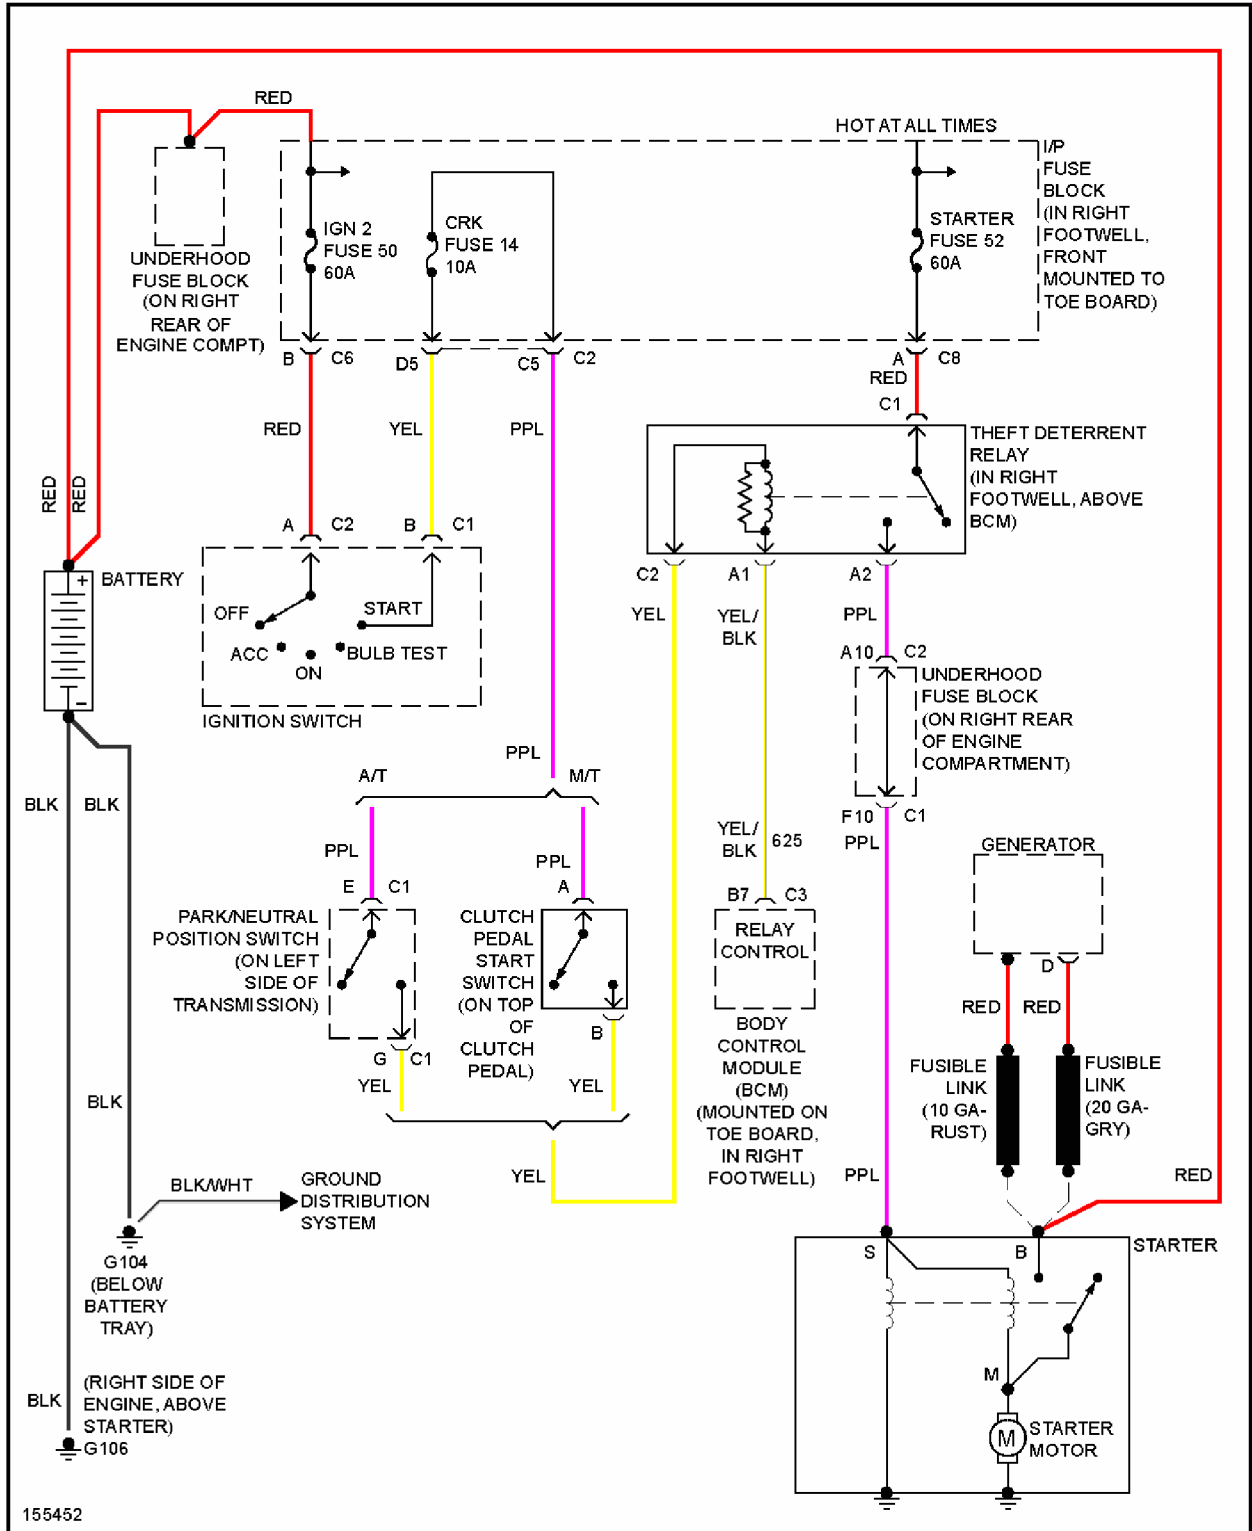 RED
HOT AT ALL TIMES
I/P
FUSE
BLOCK
(IN RIGHT
FOOTWELL,
FRONT
MOUNTED TO
TOE BOARD)
UNDERHOOD
FUSE BLOCK
(ON RIGHT
REAR OF
ENGINE COMPT)
IGN 2
FUSE 50
60A
CRK
FUSE 14
10A
STARTER
FUSE 52
60A
B
C6
D5
C5
C2
A
C8
RED
C1
RED
YEL
PPL
RED
RED
THEFT DETERRENT
RELAY
(IN RIGHT
FOOTWELL, ABOVE
BCM)
A
C2
B
C1
BATTERY
+
–
OFF
START
ACC
ON
BULB TEST
IGNITION SWITCH
C2
A1
A2
YEL
YEL/
BLK
PPL
A10
C2
UNDERHOOD
FUSE BLOCK
(ON RIGHT REAR
OF ENGINE
COMPARTMENT)
F10
C1
PPL
PPL
A/T
M/T
BLK
BLK
PPL
PPL
YEL/
BLK
625
GENERATOR
E
C1
A
B7
C3
PARK/NEUTRAL
POSITION SWITCH
(ON LEFT
SIDE OF
TRANSMISSION)
CLUTCH
PEDAL
START
SWITCH
(ON TOP
OF
CLUTCH
PEDAL)
RELAY
CONTROL
BODY
CONTROL
MODULE
(BCM)
(MOUNTED ON
TOE BOARD,
IN RIGHT
FOOTWELL)
D
RED
RED
FUSIBLE
LINK
(10 GA-
RUST)
FUSIBLE
LINK
(20 GA-
GRY)
G
C1
B
YEL
YEL
BLK
YEL
PPL
RED
BLK/WHT
GROUND
DISTRIBUTION
SYSTEM
G104
(BELOW
BATTERY
TRAY)
S
B
STARTER
BLK
(RIGHT SIDE OF
ENGINE, ABOVE
STARTER)
G106
M
M
STARTER
MOTOR
155452